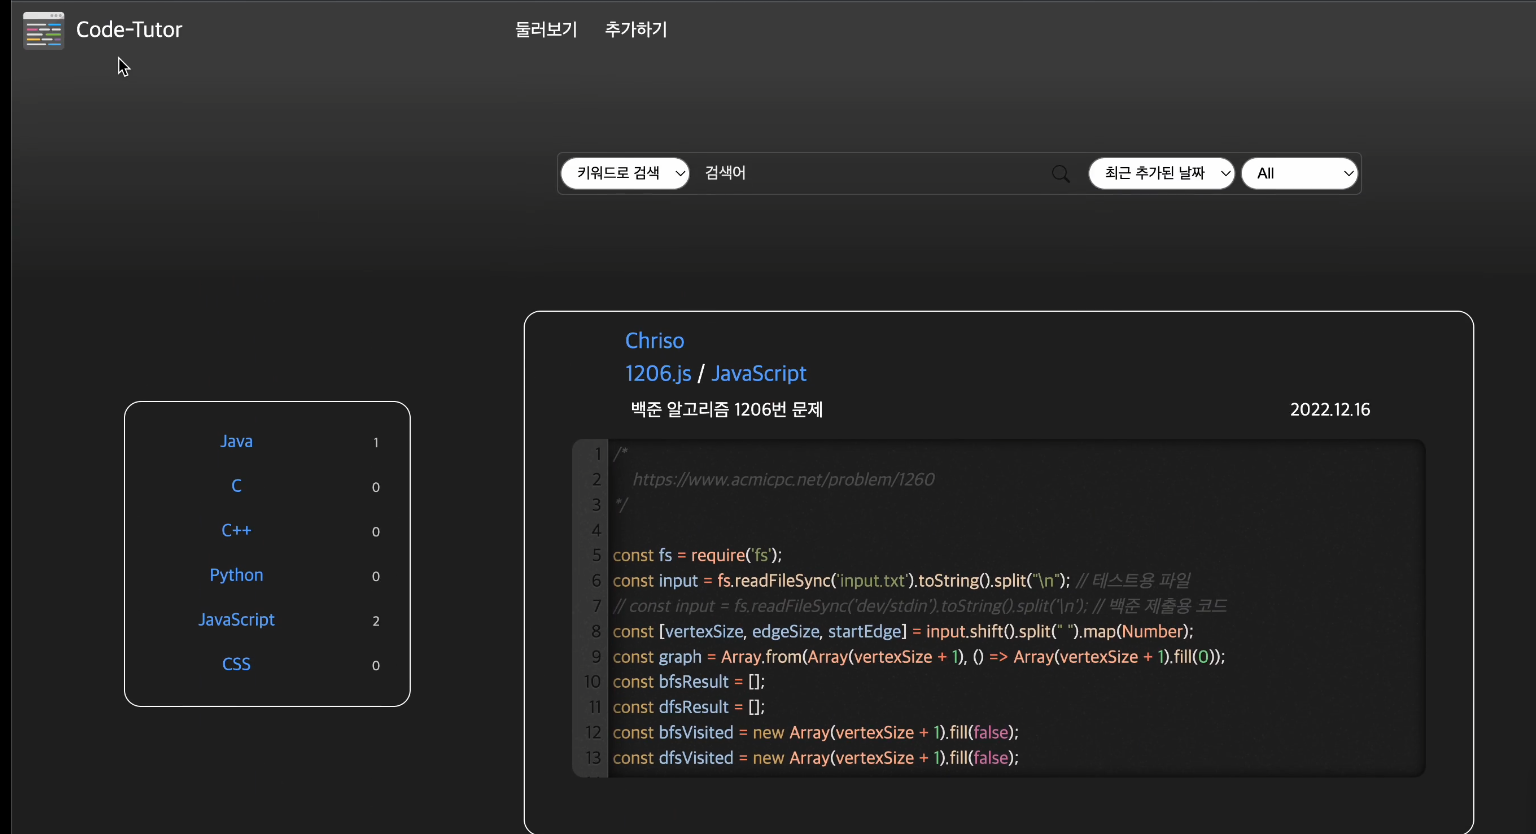 Code-Tutor
둘러보기 추가하기
키워드로 검색 검색어 최근 추가된 날짜 All
Java 1
C 0
C++ 0
Python 0
JavaScript 2
CSS 0
Chriso
1206.js / JavaScript
백준 알고리즘 1206번 문제 2022.12.16
1 /*
2 https://www.acmicpc.net/problem/1260
3 */
4
5 const fs = require('fs');
6 const input = fs.readFileSync('input.txt').toString().split("\n"); // 테스트용 파일
7 // const input = fs.readFileSync('dev/stdin').toString().split('\n'); // 백준 제출용 코드
8 const [vertexSize, edgeSize, startEdge] = input.shift().split(" ").map(Number);
9 const graph = Array.from(Array(vertexSize + 1), () => Array(vertexSize + 1).fill(0));
10 const bfsResult = [];
11 const dfsResult = [];
12 const bfsVisited = new Array(vertexSize + 1).fill(false);
13 const dfsVisited = new Array(vertexSize + 1).fill(false);